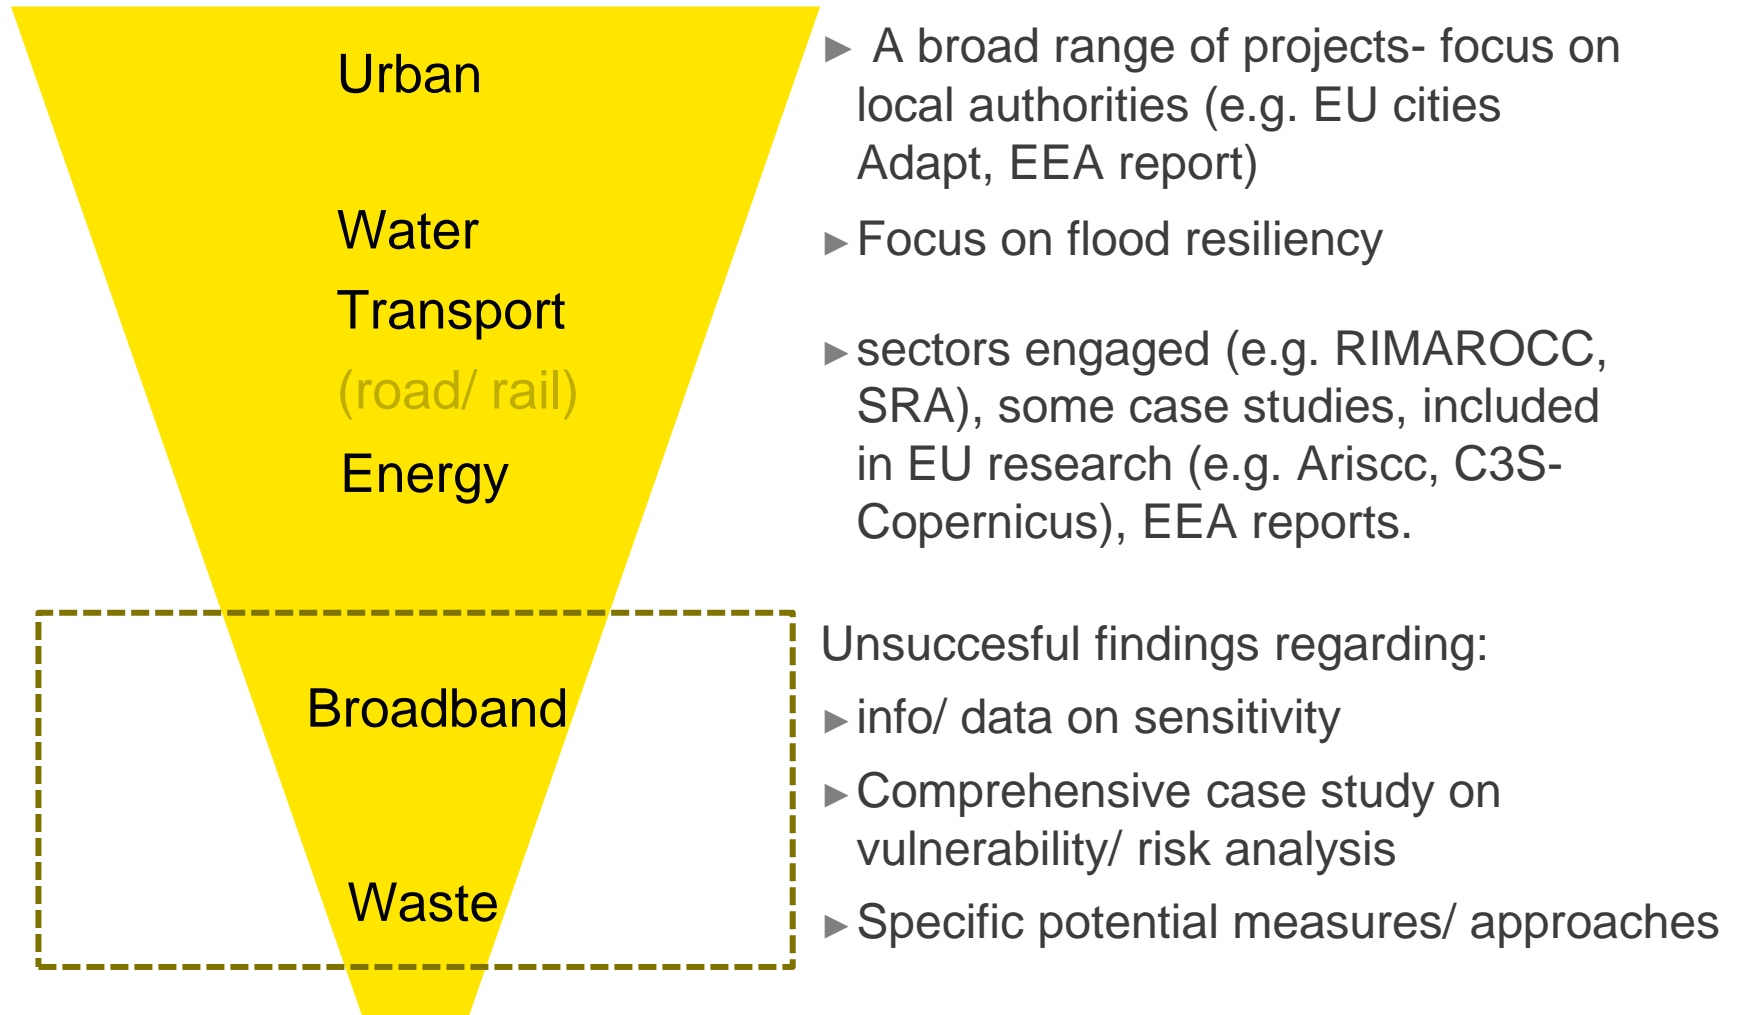 Urban
► A broad range of projects- focus on
local authorities (e.g. EU cities
Adapt, EEA report)
Water
► Focus on flood resiliency
Transport
(road/ rail)
Energy
► sectors engaged (e.g. RIMAROCC,
SRA), some case studies, included
in EU research (e.g. Ariscc, C3S-
Copernicus), EEA reports.
Broadband
Waste
Unsuccesful findings regarding:
► info/ data on sensitivity
► Comprehensive case study on
vulnerability/ risk analysis
► Specific potential measures/ approaches